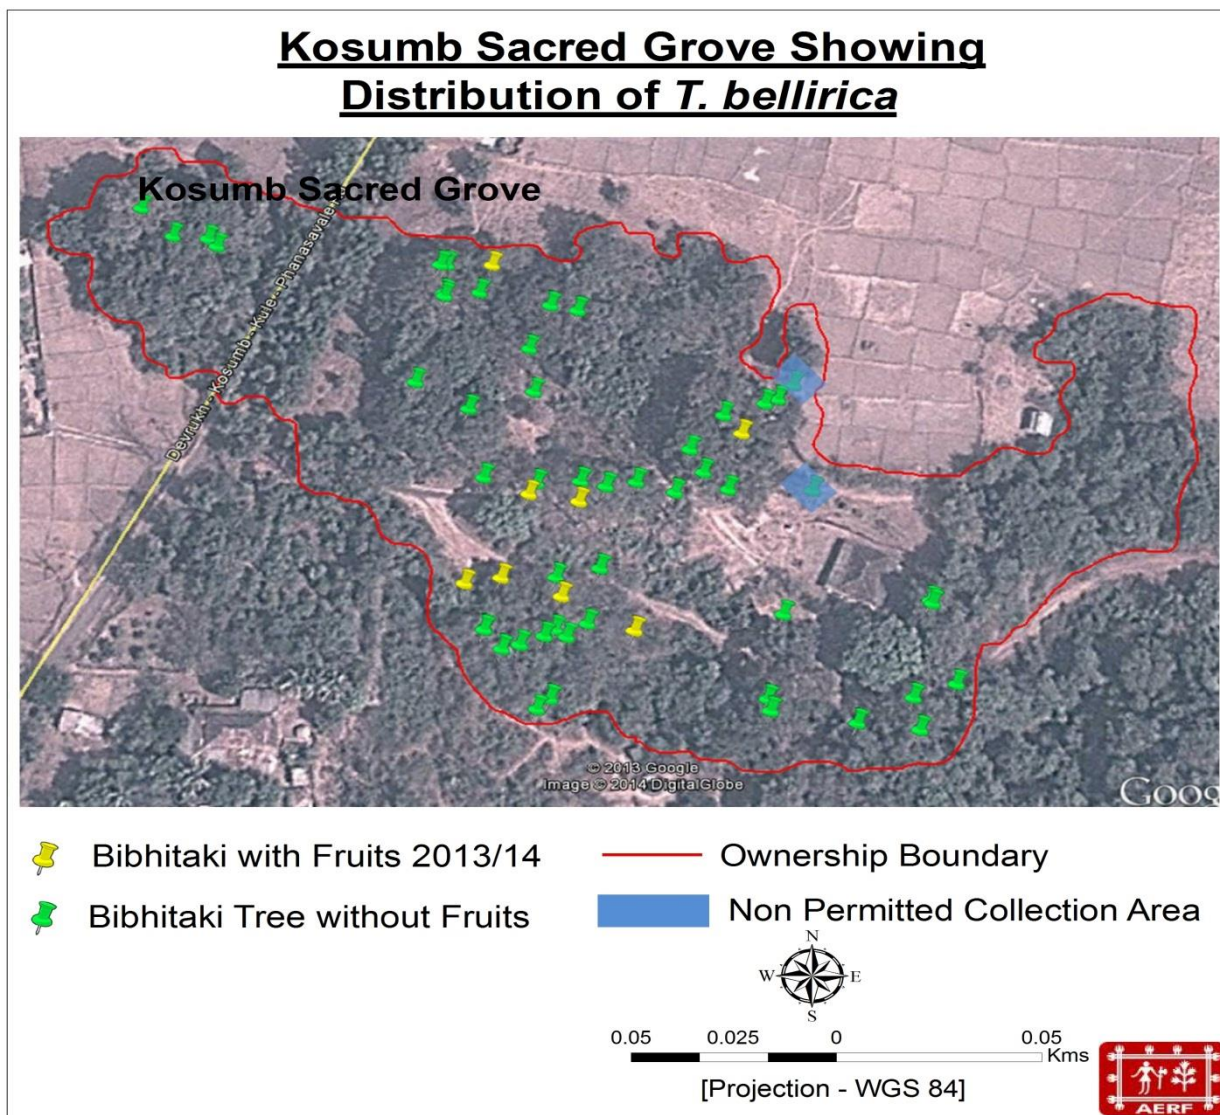 Kosumb Sacred Grove Showing
Distribution of T. bellirica
Kosumb Sacred Grove
Devrukh - Kosumb - Kule - Phanasavale
© 2013 Google
Image © 2014 DigitalGlobe
Goog
Bibhitaki with Fruits 2013/14
Ownership Boundary
Bibhitaki Tree without Fruits
Non Permitted Collection Area
N
W E
S
0.05 0.025 0 0.05
Kms
[Projection - WGS 84]
AERF